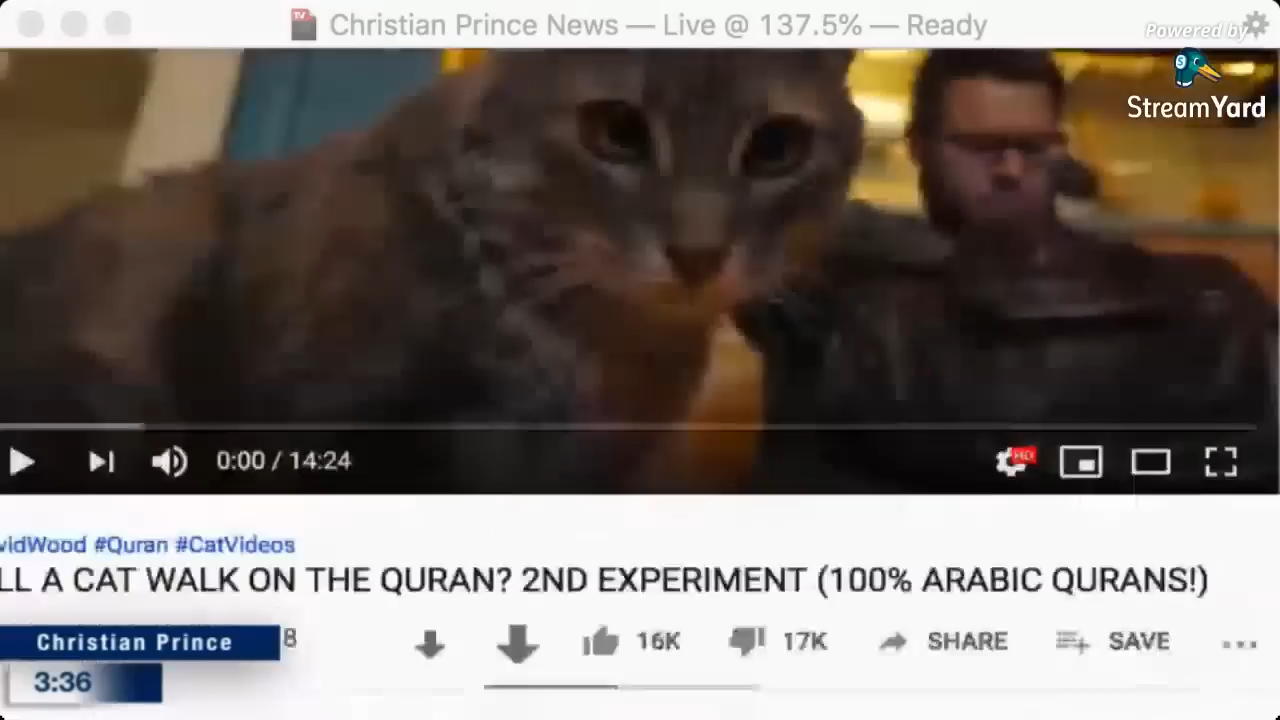 Christian Prince News — Live @ 137.5% — Ready
Powered by
StreamYard
0:00 / 14:24
HD
vidWood #Quran #CatVideos
LL A CAT WALK ON THE QURAN? 2ND EXPERIMENT (100% ARABIC QURANS!)
Christian Prince
8
16K
17K
SHARE
SAVE
3:36